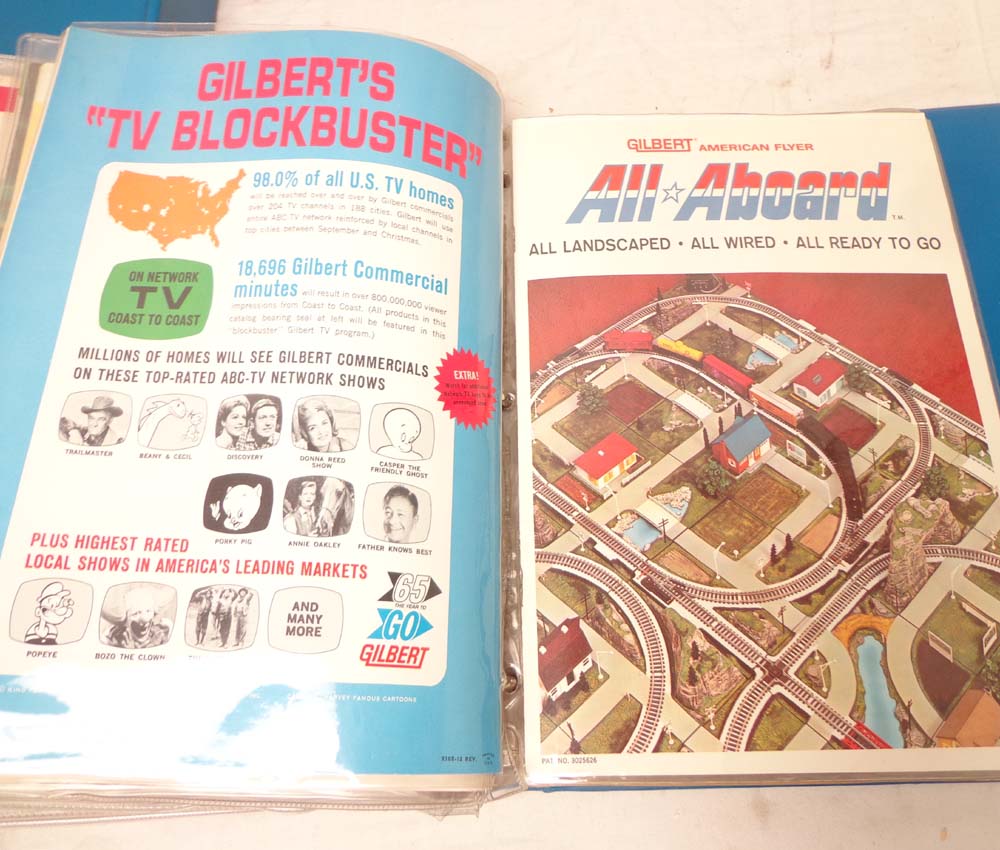 GILBERT'S
"TV BLOCKBUSTER"
98.0% of all U.S. TV homes
will be reached over and over by Gilbert commercials
over 204 TV channels in 188 cities. Gilbert will use
entire ABC-TV network reinforced by local channels in
top cities between September and Christmas.
ON NETWORK
TV
COAST TO COAST
18,696 Gilbert Commercial
minutes will result in over 800,000,000 viewer
impressions from Coast to Coast. (All products in this
catalog bearing seal at left will be featured in this
"blockbuster" Gilbert TV program.)
MILLIONS OF HOMES WILL SEE GILBERT COMMERCIALS
ON THESE TOP-RATED ABC-TV NETWORK SHOWS
EXTRA!
TRAILMASTER
BEANY & CECIL
DISCOVERY
DONNA REED
SHOW
CASPER THE
FRIENDLY GHOST
PORKY PIG
ANNIE OAKLEY
FATHER KNOWS BEST
PLUS HIGHEST RATED
LOCAL SHOWS IN AMERICA'S LEADING MARKETS
POPEYE
BOZO THE CLOWN
AND
MANY
MORE
65
THE YEAR TO
GO
GILBERT
HARVEY FAMOUS CARTOONS
GILBERT AMERICAN FLYER
All Aboard T.M.
ALL LANDSCAPED • ALL WIRED • ALL READY TO GO
PAT. NO. 3025626